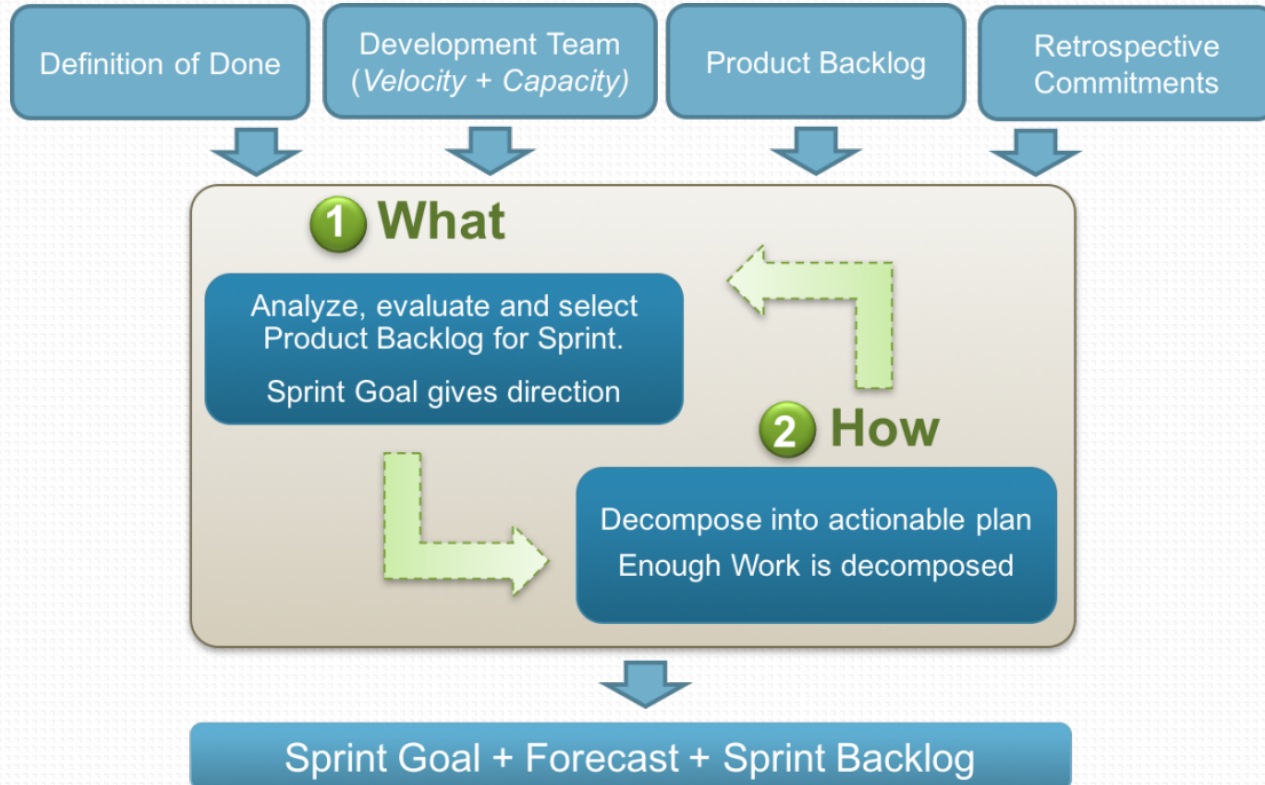 Definition of Done
Development Team
(Velocity + Capacity)
Product Backlog
Retrospective
Commitments
1 What
Analyze, evaluate and select
Product Backlog for Sprint.
Sprint Goal gives direction
2 How
Decompose into actionable plan
Enough Work is decomposed
Sprint Goal + Forecast + Sprint Backlog